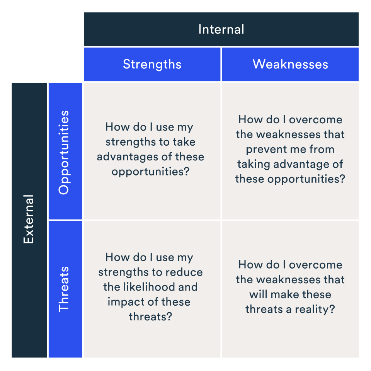 Internal
Strengths
Weaknesses
External
Opportunities
How do I use my
strengths to take
advantages of these
opportunities?
How do I overcome
the weaknesses that
prevent me from
taking advantage of
these opportunities?
Threats
How do I use my
strengths to reduce
the likelihood and
impact of these
threats?
How do I overcome
the weaknesses that
will make these
threats a reality?